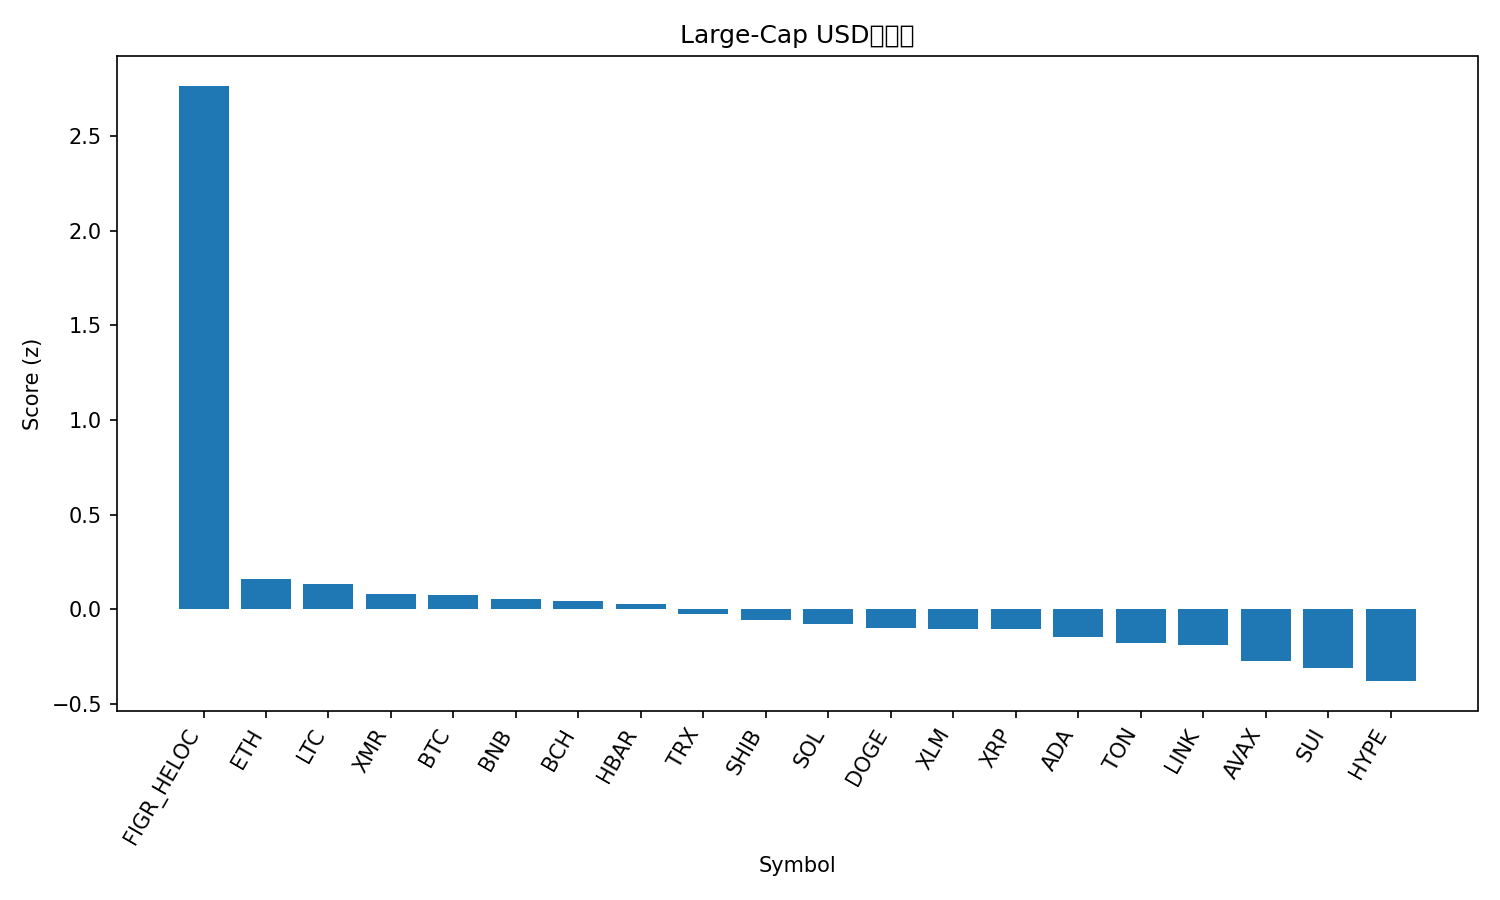 Large-Cap USD
Score (z)
2.5
2.0
1.5
1.0
0.5
0.0
−0.5
FIGR_HELOC
ETH
LTC
XMR
BTC
BNB
BCH
HBAR
TRX
SHIB
SOL
DOGE
XLM
XRP
ADA
TON
LINK
AVAX
SUI
HYPE
Symbol